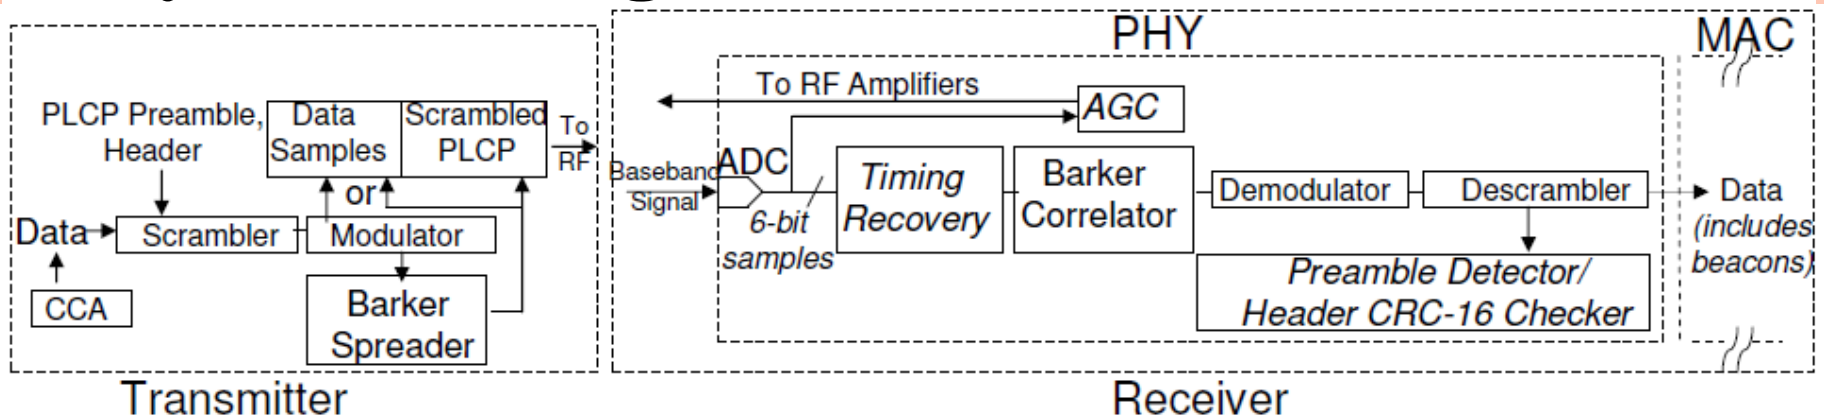 PLCP Preamble,
Header
Data
Samples
Scrambled
PLCP
To
RF
or
Data
Scrambler
Modulator
CCA
Barker
Spreader
Transmitter
PHY
MAC
To RF Amplifiers
AGC
Baseband
Signal
ADC
6-bit
samples
Timing
Recovery
Barker
Correlator
Demodulator
Descrambler
Preamble Detector/
Header CRC-16 Checker
Data
(includes
beacons)
Receiver